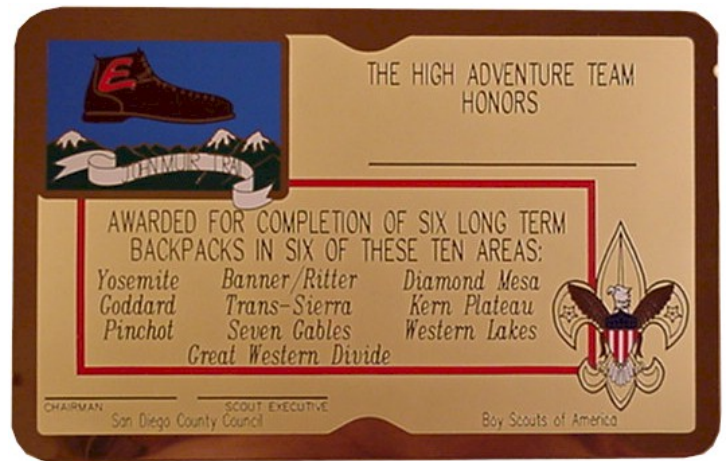 E
JOHN MUIR TRAIL
THE HIGH ADVENTURE TEAM
HONORS
AWARDED FOR COMPLETION OF SIX LONG TERM
BACKPACKS IN SIX OF THESE TEN AREAS:
Yosemite Banner/Ritter Diamond Mesa
Goddard Trans-Sierra Kern Plateau
Pinchot Seven Gables Western Lakes
Great Western Divide
CHAIRMAN SCOUT EXECUTIVE
San Diego County Council Boy Scouts of America